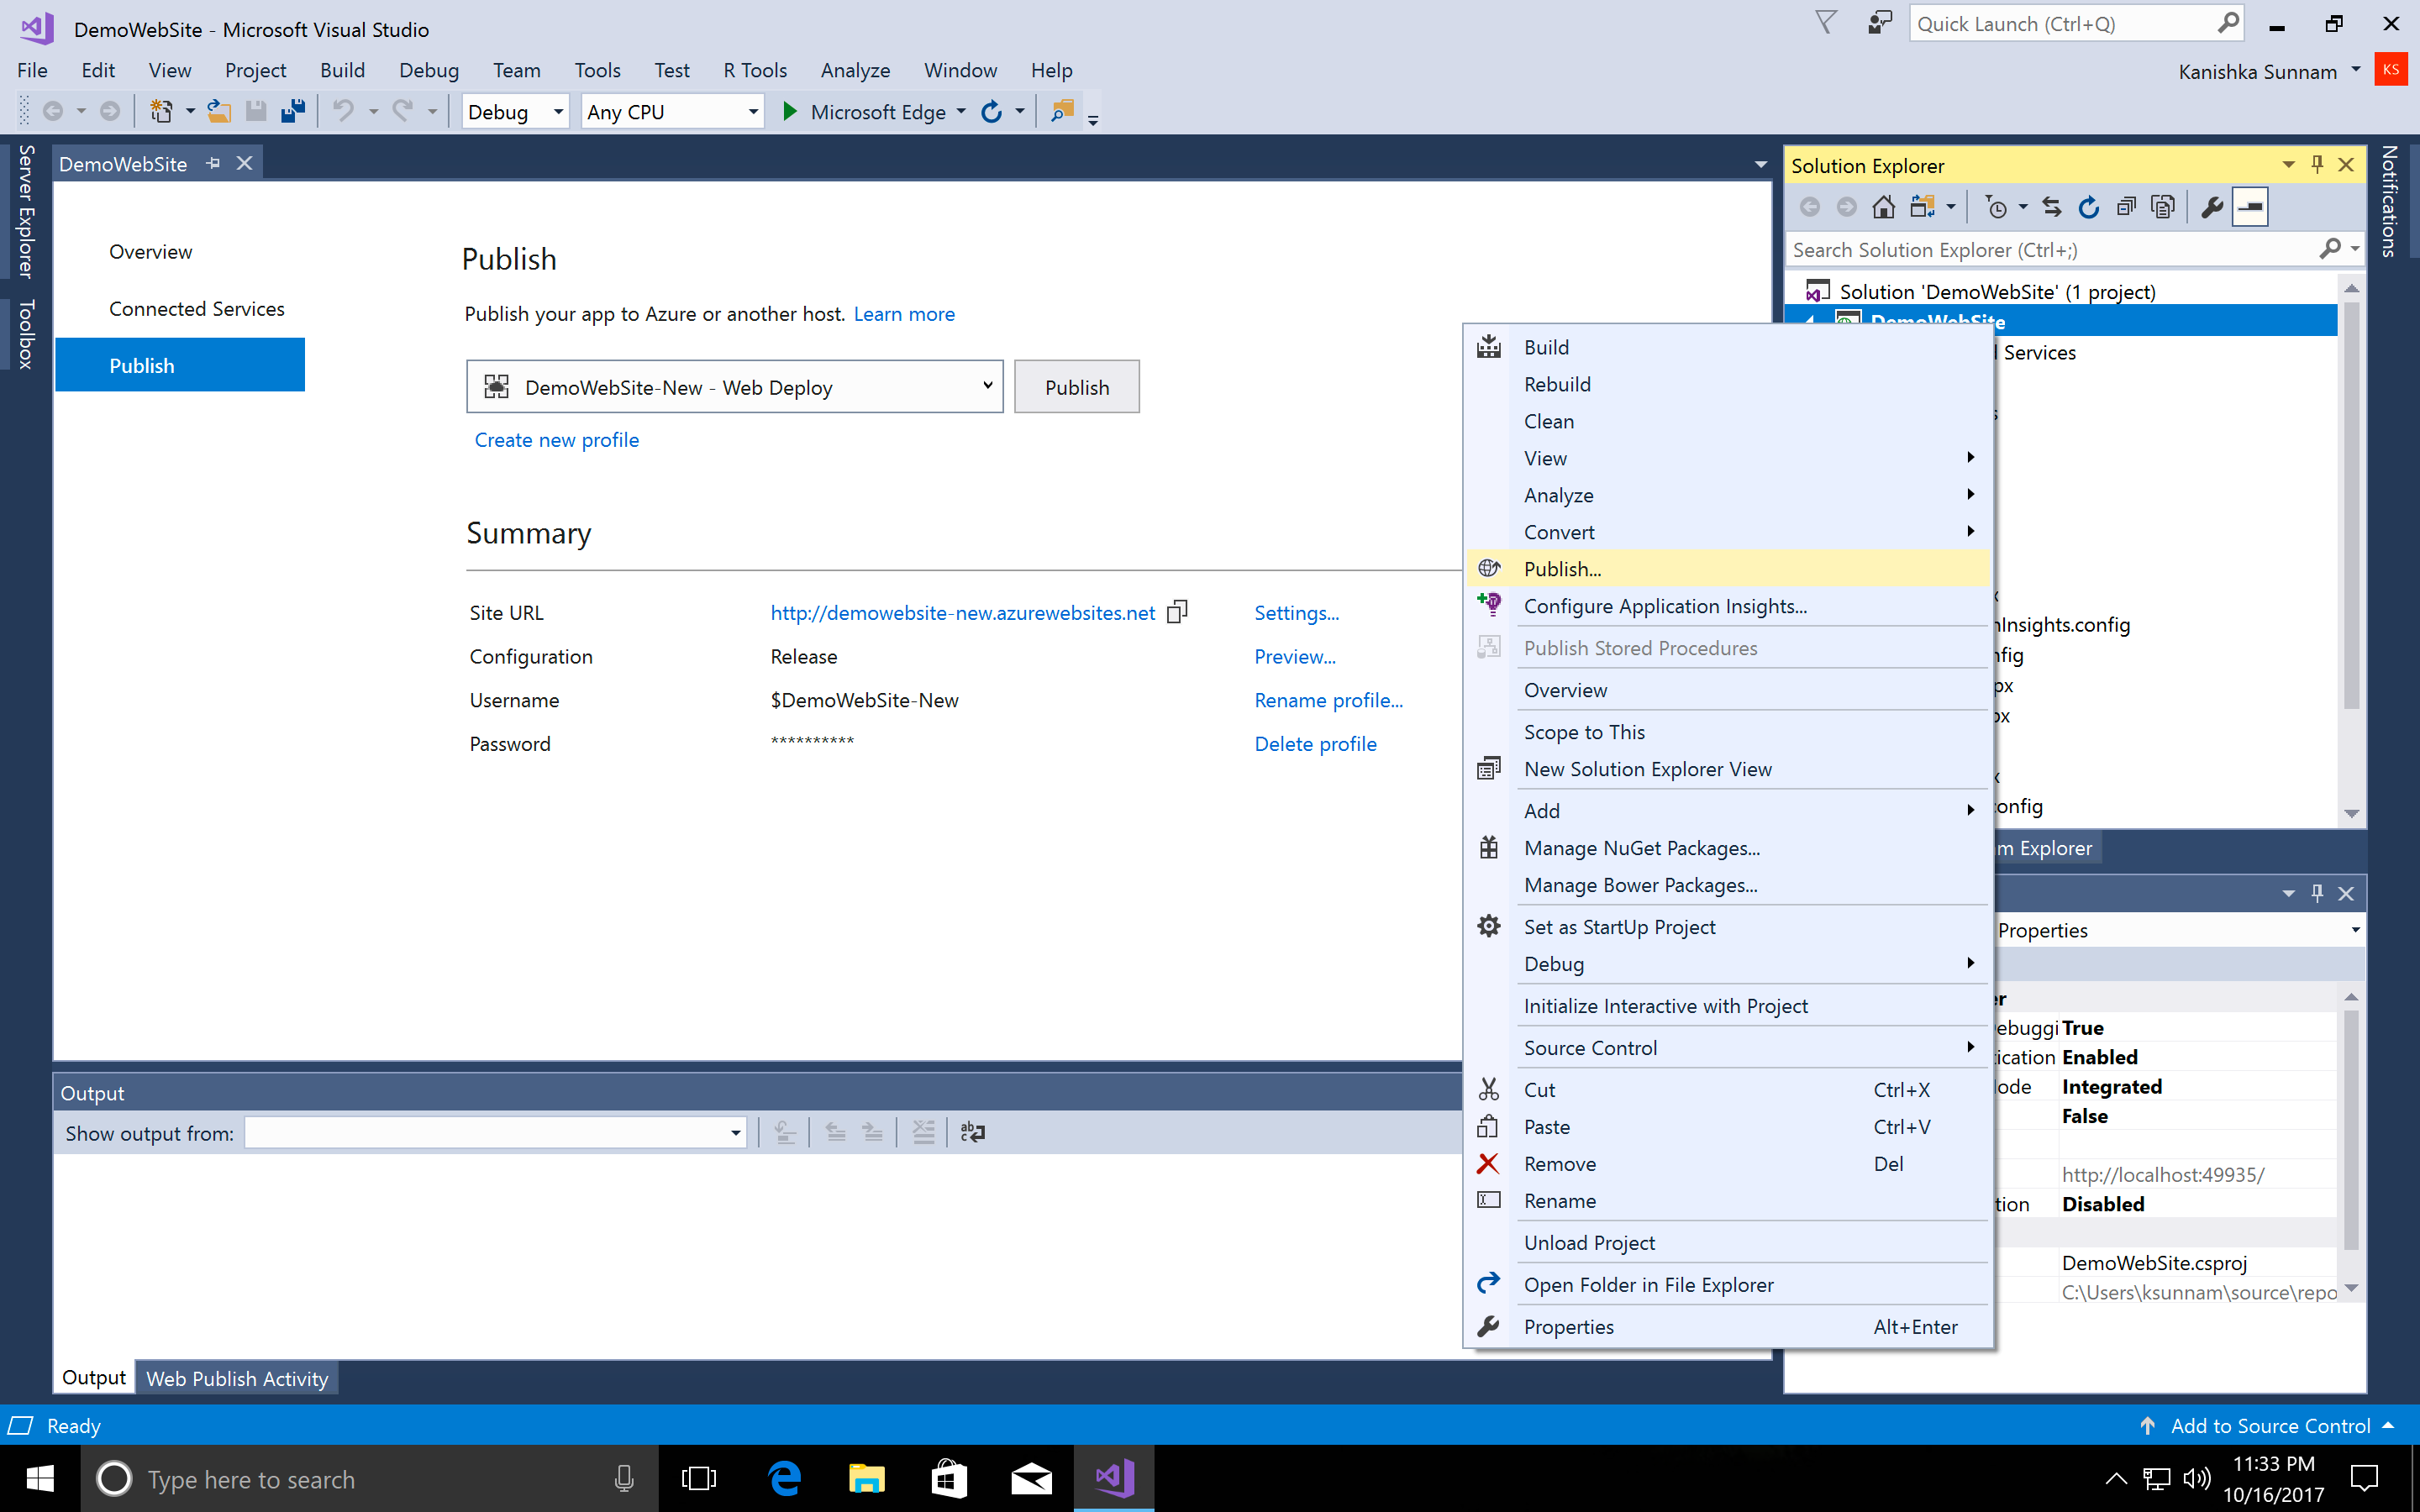 DemoWebSite - Microsoft Visual Studio
Quick Launch (Ctrl+Q)
File Edit View Project Build Debug Team Tools Test R Tools Analyze Window Help
Kanishka Sunnam KS
Debug Any CPU Microsoft Edge
Server Explorer
Toolbox
DemoWebSite
Overview
Connected Services
Publish
Publish
Publish your app to Azure or another host. Learn more
DemoWebSite-New - Web Deploy
Publish
Create new profile
Summary
Site URL http://demowebsite-new.azurewebsites.net Settings...
Configuration Release Preview...
Username $DemoWebSite-New Rename profile...
Password ********** Delete profile
Output
Show output from:
Output Web Publish Activity
Build
Rebuild
Clean
View
Analyze
Convert
Publish...
Configure Application Insights...
Publish Stored Procedures
Overview
Scope to This
New Solution Explorer View
Add
Manage NuGet Packages...
Manage Bower Packages...
Set as StartUp Project
Debug
Initialize Interactive with Project
Source Control
Cut Ctrl+X
Paste Ctrl+V
Remove Del
Rename
Unload Project
Open Folder in File Explorer
Properties Alt+Enter
Solution Explorer
Search Solution Explorer (Ctrl+;)
Solution 'DemoWebSite' (1 project)
DemoWebSite
Services
nInsights.config
nfig
px
px
x
config
m Explorer
Properties
er
ebuggi True
tication Enabled
ode Integrated
False
http://localhost:49935/
tion Disabled
DemoWebSite.csproj
C:\Users\ksunnam\source\repo
Notifications
Ready
Add to Source Control
Type here to search
11:33 PM
10/16/2017